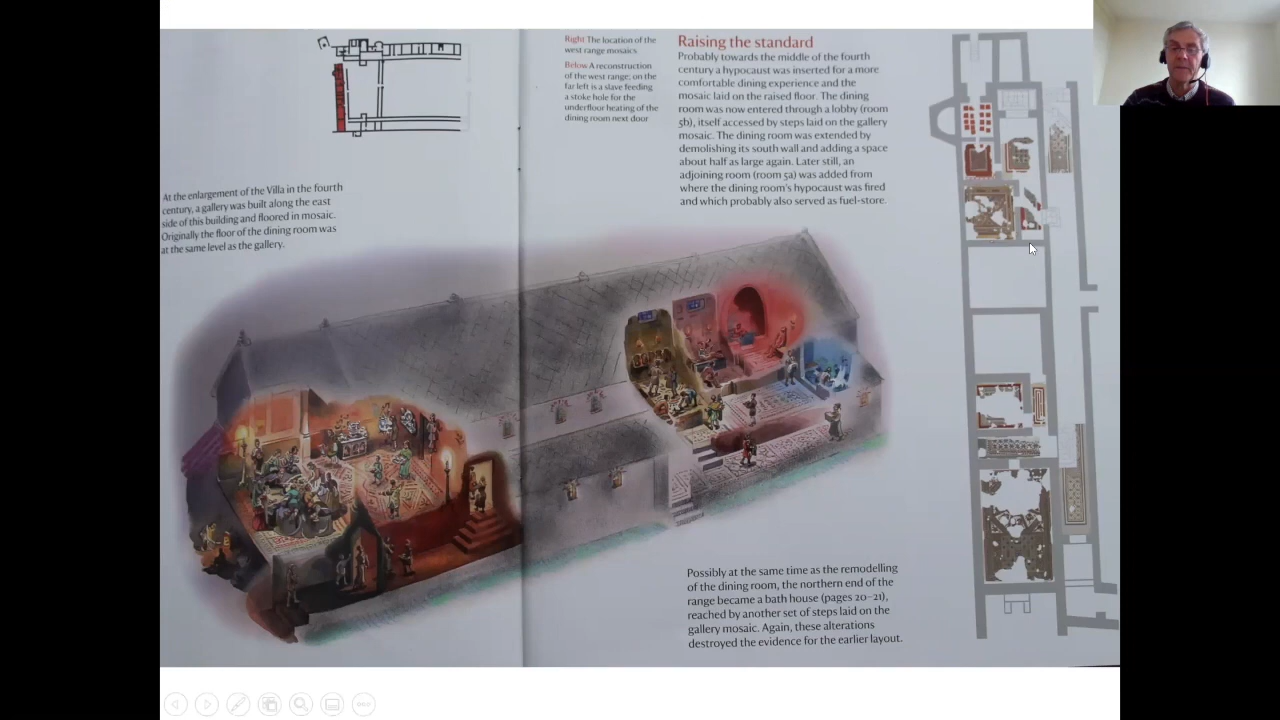 At the enlargement of the Villa in the fourth
century, a gallery was built along the east
side of this building and floored in mosaic.
Originally the floor of the dining room was
at the same level as the gallery.
Right The location of the
west range mosaics
Below A reconstruction
of the west range; on the
far left is a slave feeding
a stoke hole for the
underfloor heating of the
dining room next door
Raising the standard
Probably towards the middle of the fourth
century a hypocaust was inserted for a more
comfortable dining experience and the
mosaic laid on the raised floor. The dining
room was now entered through a lobby (room
5b), itself accessed by steps laid on the gallery
mosaic. The dining room was extended by
demolishing its south wall and adding a space
about half as large again. Later still, an
adjoining room (room 5a) was added from
where the dining room's hypocaust was fired
and which probably also served as fuel-store.
Possibly at the same time as the remodelling
of the dining room, the northern end of the
range became a bath house (pages 20–21),
reached by another set of steps laid on the
gallery mosaic. Again, these alterations
destroyed the evidence for the earlier layout.